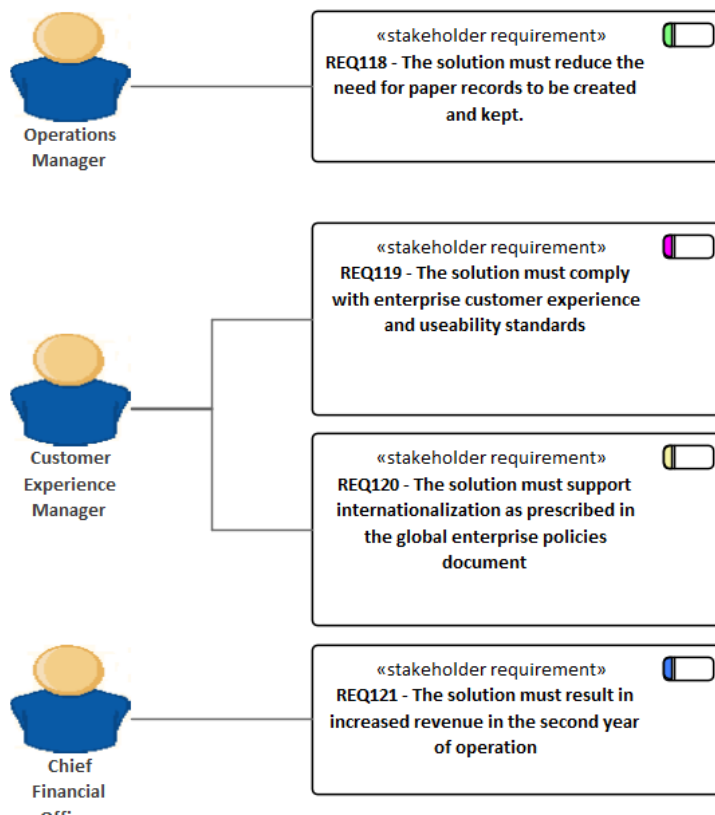 «stakeholder requirement»
REQ118 - The solution must reduce the
need for paper records to be created
and kept.
Operations
Manager
«stakeholder requirement»
REQ119 - The solution must comply
with enterprise customer experience
and useability standards
Customer
Experience
Manager
«stakeholder requirement»
REQ120 - The solution must support
internationalization as prescribed in
the global enterprise policies
document
«stakeholder requirement»
REQ121 - The solution must result in
increased revenue in the second year
of operation
Chief
Financial